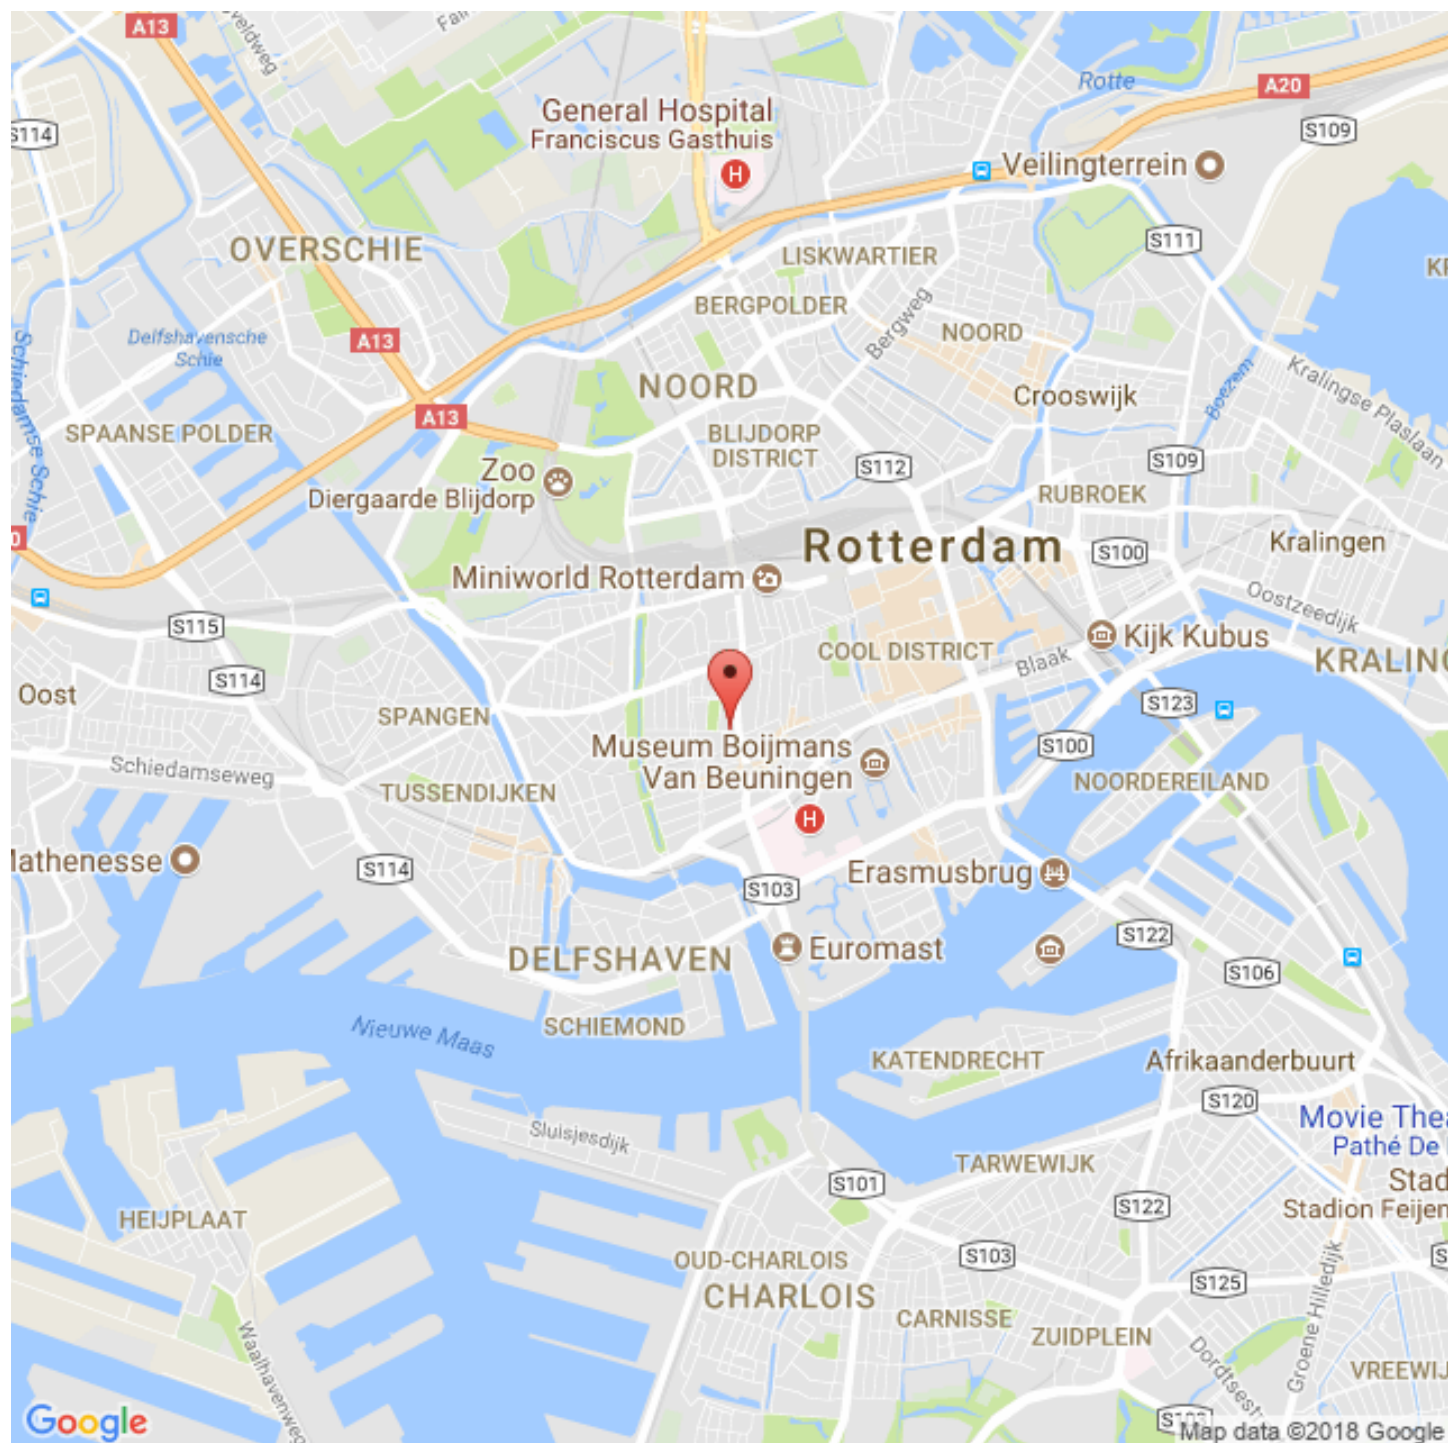 A13
Rotte
A20
General Hospital
Franciscus Gasthuis
H
S109
S114
Veilingterrein
OVERSCHIE
LISKWARTIER
S111
BERGPOLDER
Bergweg
NOORD
Delfshavensche
Schie
A13
Schiedamse Schie
NOORD
Crooswijk
Boezem
Kralingse Plaslaan
A13
SPAANSE POLDER
BLIJDORP
DISTRICT
S112
S109
Zoo
Diergaarde Blijdorp
RUBROEK
Rotterdam
S100
Kralingen
Miniworld Rotterdam
Oostzeedijk
S115
Kijk Kubus
COOL DISTRICT
Blaak
KRALING
S114
Oost
SPANGEN
S123
S100
Museum Boijmans
Van Beuningen
Schiedamseweg
TUSSENDIJKEN
NOORDEREILAND
H
Mathenesse
S114
Erasmusbrug
S103
S122
DELFSHAVEN
Euromast
S106
Nieuwe Maas
SCHIEMOND
KATENDRECHT
Afrikaanderbuurt
S120
Movie Thea
Pathé De
Sluisjesdijk
TARWEWIJK
S101
Stad
Stadion Feijen
S122
HEIJPLAAT
OUD-CHARLOIS
S103
CHARLOIS
S125
Groene Hilledijk
CARNISSE
ZUIDPLEIN
Waalhavenweg
VREEWIJ
Google
Map data ©2018 Google